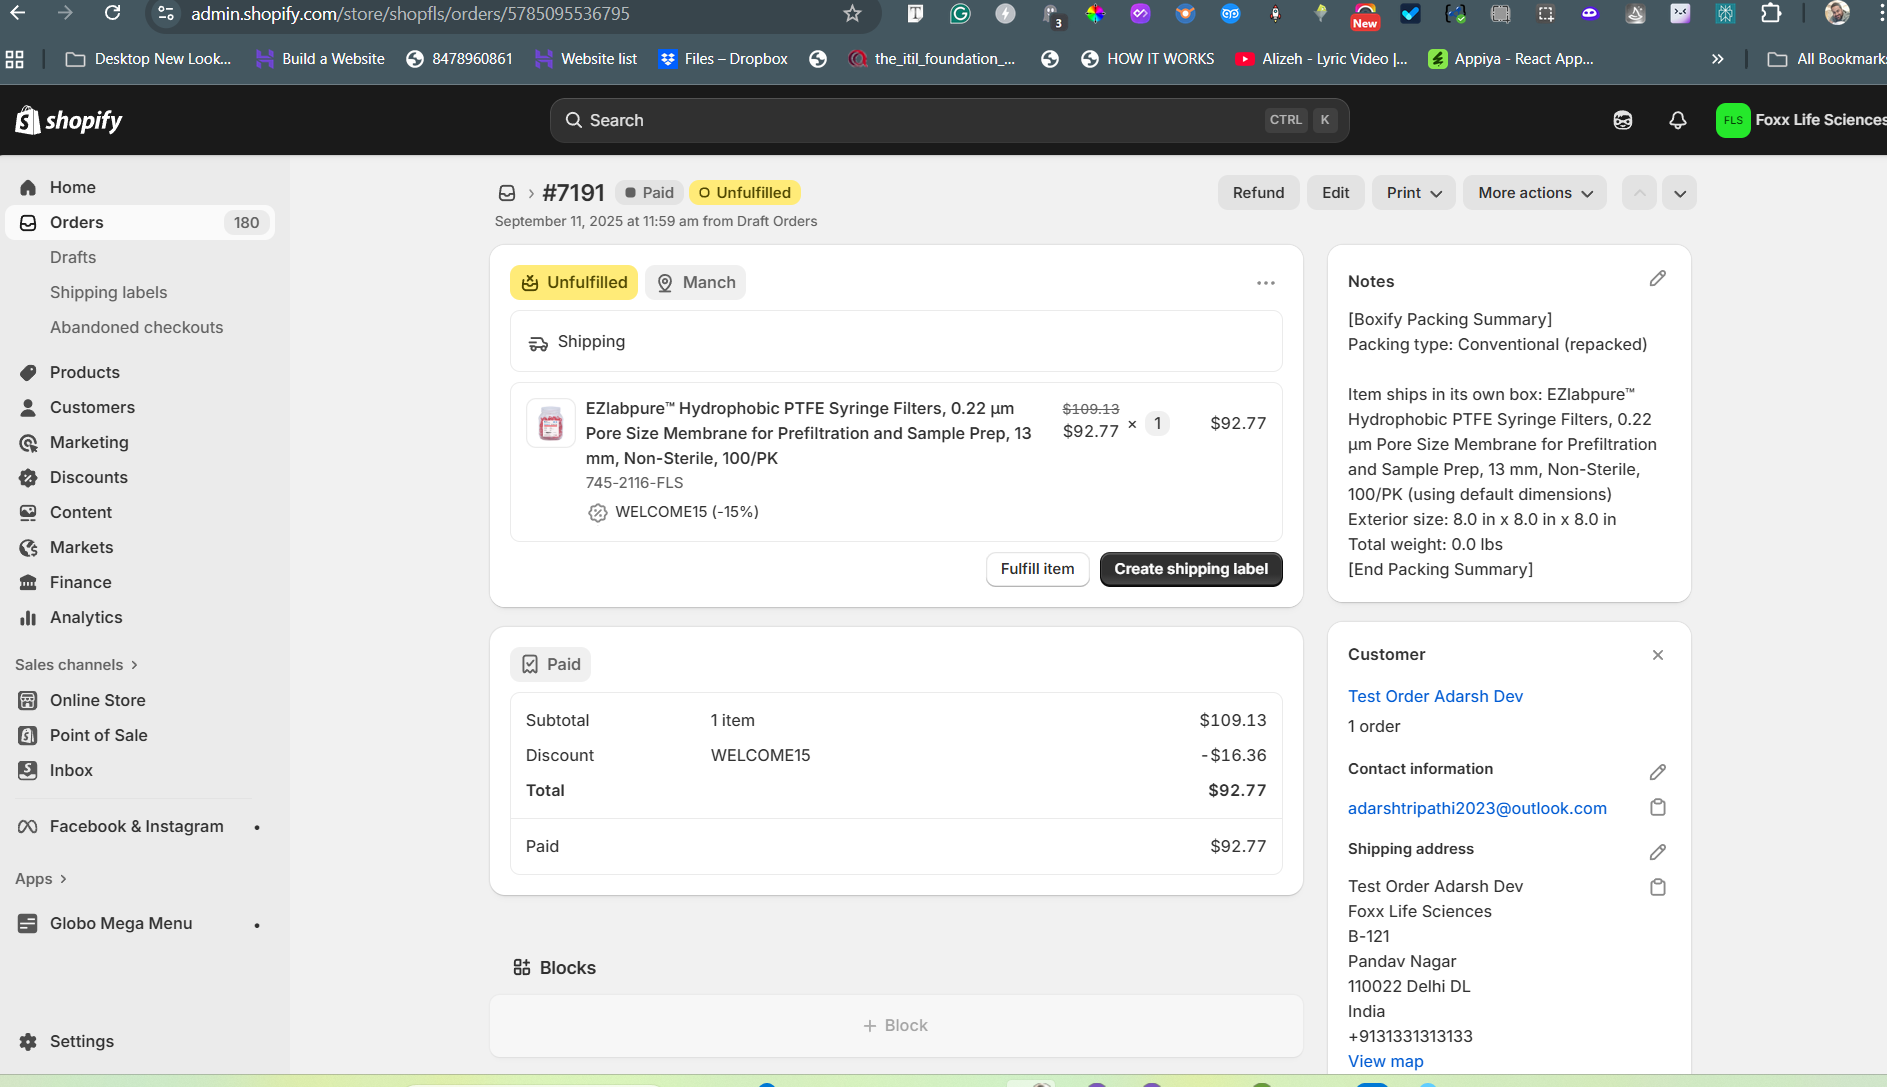 admin.shopify.com/store/shopfls/orders/5785095536795
3
New
Desktop New Look...
Build a Website
8478960861
Website list
Files – Dropbox
the_itil_foundation_...
HOW IT WORKS
Alizeh - Lyric Video |...
Appiya - React App...
»
All Bookmark
shopify
Search
CTRL K
FLS
Foxx Life Sciences
Home
Orders 180
Drafts
Shipping labels
Abandoned checkouts
Products
Customers
Marketing
Discounts
Content
Markets
Finance
Analytics
Sales channels >
Online Store
Point of Sale
Inbox
Facebook & Instagram •
Apps >
Globo Mega Menu •
Settings
> #7191 Paid Unfulfilled
September 11, 2025 at 11:59 am from Draft Orders
Refund
Edit
Print
More actions
Unfulfilled
Manch
...
Shipping
EZlabpure™ Hydrophobic PTFE Syringe Filters, 0.22 µm
Pore Size Membrane for Prefiltration and Sample Prep, 13
mm, Non-Sterile, 100/PK
745-2116-FLS
WELCOME15 (-15%)
$109.13
$92.77 × 1
$92.77
Fulfill item
Create shipping label
Paid
Subtotal 1 item $109.13
Discount WELCOME15 -$16.36
Total $92.77
Paid $92.77
Blocks
+ Block
Notes
[Boxify Packing Summary]
Packing type: Conventional (repacked)
Item ships in its own box: EZlabpure™
Hydrophobic PTFE Syringe Filters, 0.22
µm Pore Size Membrane for Prefiltration
and Sample Prep, 13 mm, Non-Sterile,
100/PK (using default dimensions)
Exterior size: 8.0 in x 8.0 in x 8.0 in
Total weight: 0.0 lbs
[End Packing Summary]
Customer
Test Order Adarsh Dev
1 order
Contact information
adarshtripathi2023@outlook.com
Shipping address
Test Order Adarsh Dev
Foxx Life Sciences
B-121
Pandav Nagar
110022 Delhi DL
India
+9131331313133
View map